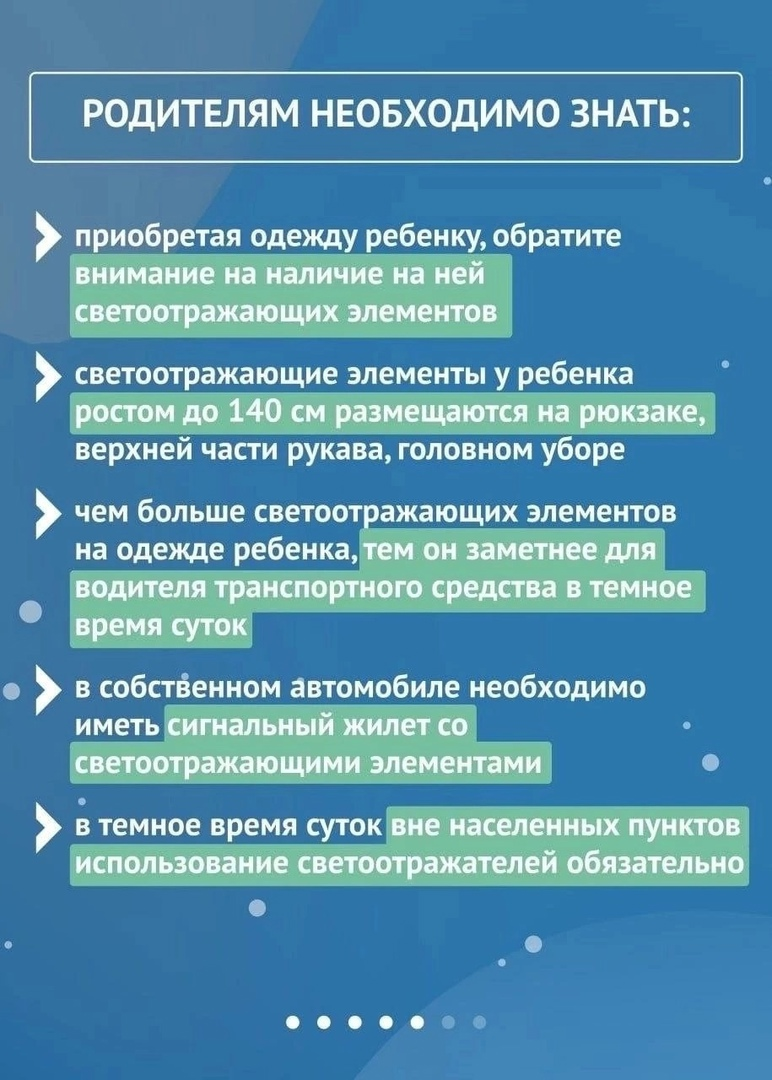 РОДИТЕЛЯМ НЕОБХОДИМО ЗНАТЬ:
приобретая одежду ребенку, обратите
внимание на наличие на ней
светоотражающих элементов
светоотражающие элементы у ребенка
ростом до 140 см размещаются на рюкзаке,
верхней части рукава, головном уборе
чем больше светоотражающих элементов
на одежде ребенка, тем он заметнее для
водителя транспортного средства в темное
время суток
в собственном автомобиле необходимо
иметь сигнальный жилет со
светоотражающими элементами
в темное время суток вне населенных пунктов
использование светоотражателей обязательно